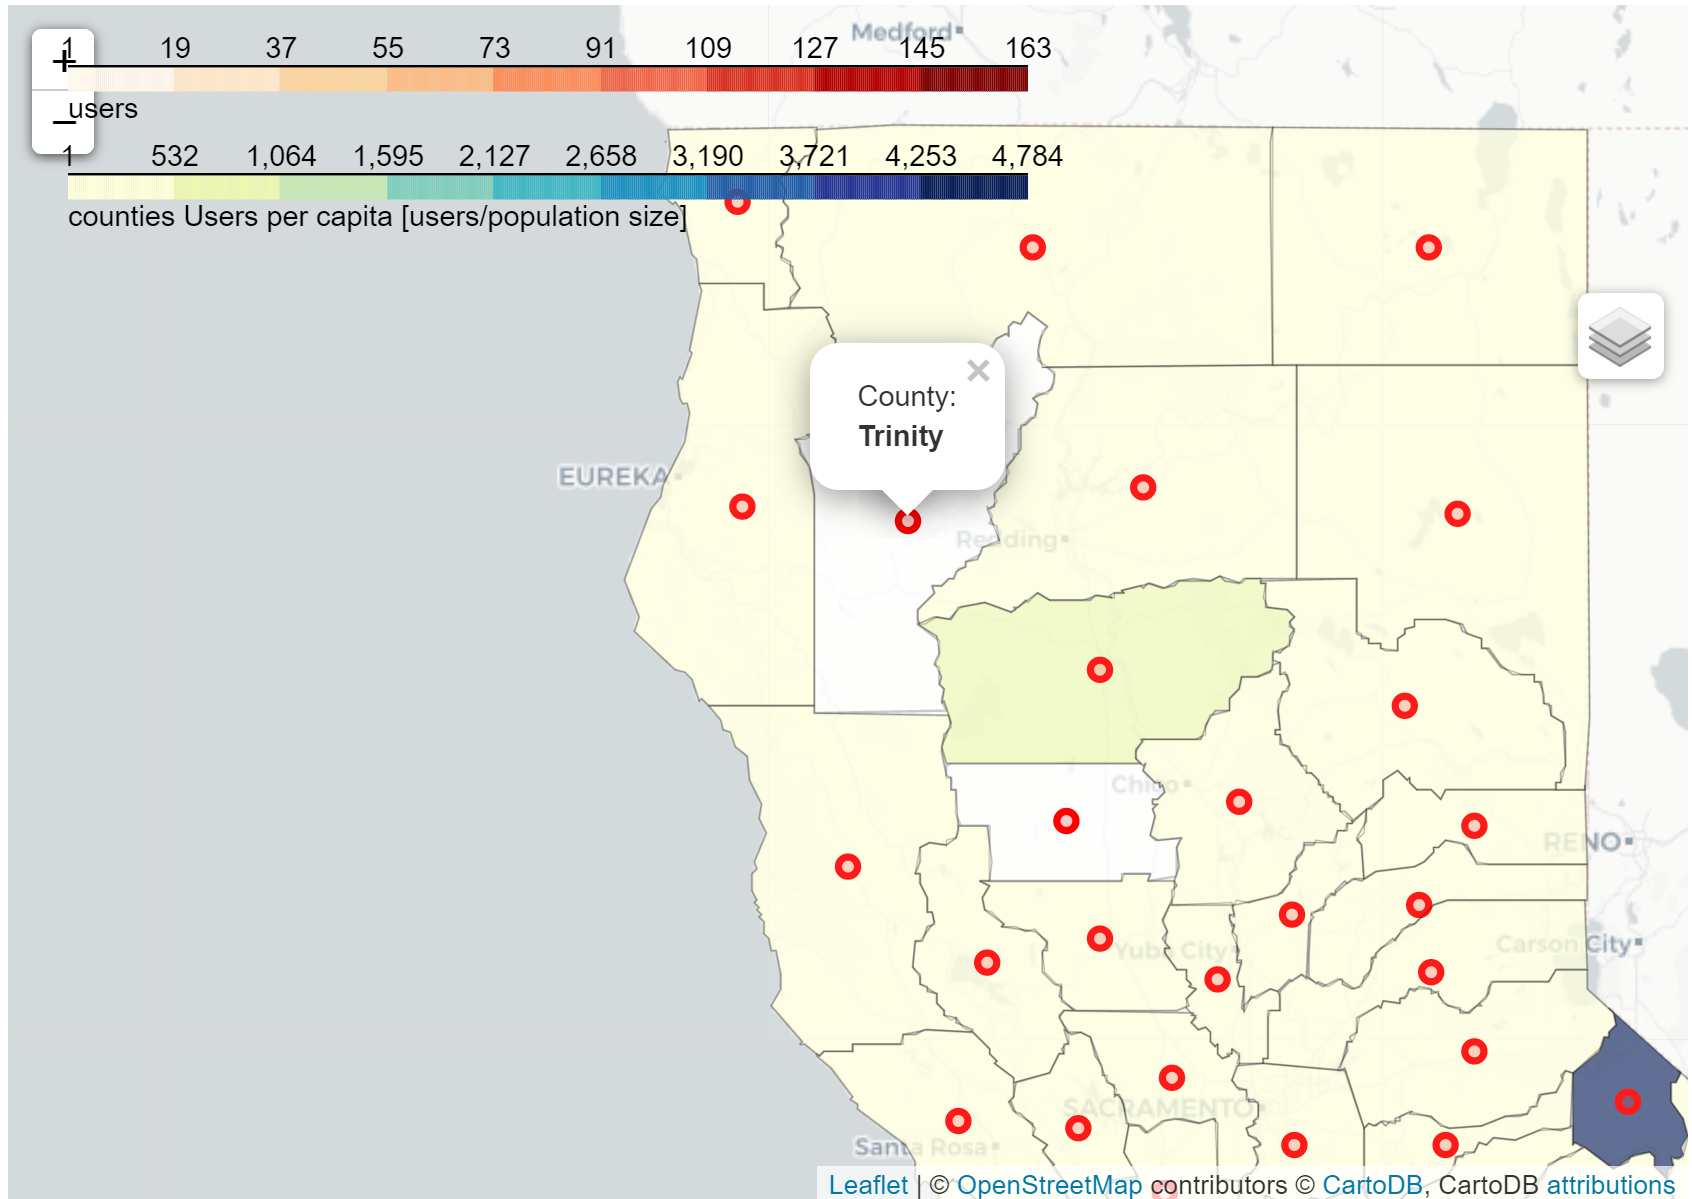 Medford
+
1 19 37 55 73 91 109 127 145 163
users
−
1 532 1,064 1,595 2,127 2,658 3,190 3,721 4,253 4,784
counties Users per capita [users/population size]
×
County:
Trinity
EUREKA
Redding
Chico
RENO
Yuba City
Carson City
SACRAMENTO
Santa Rosa
Leaflet | © OpenStreetMap contributors © CartoDB, CartoDB attributions